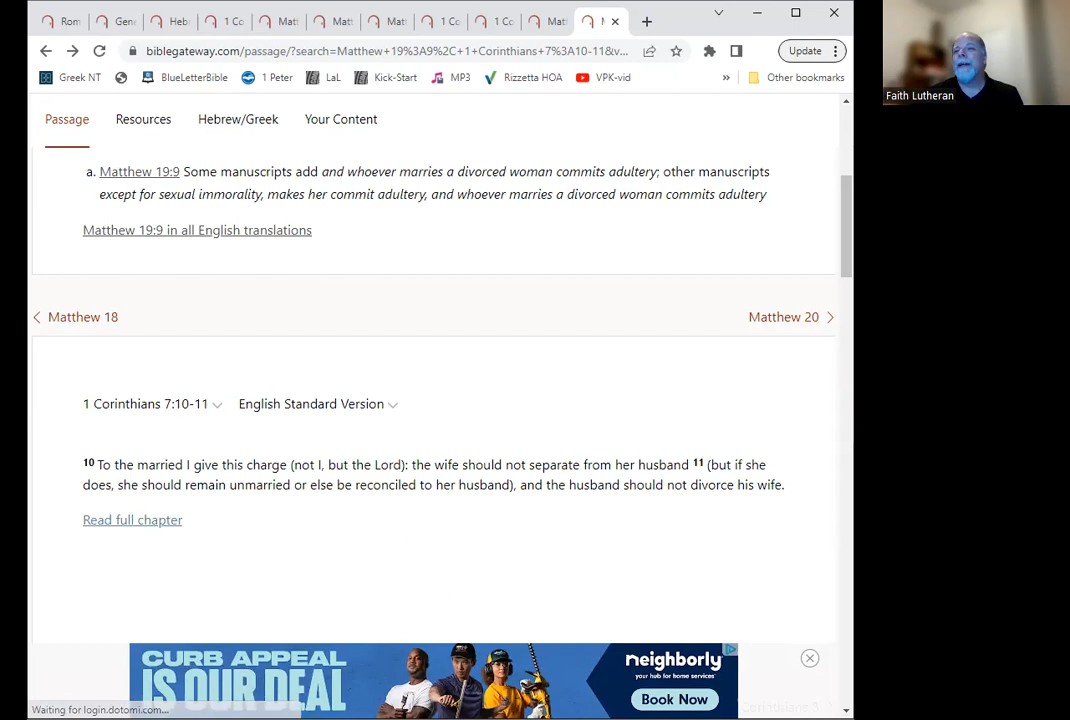 Rom
Gen
Heb
1 Co
Matt
Matt
Matt
1 Co
1 Co
Matt
biblegateway.com/passage/?search=Matthew+19%3A9%2C+1+Corinthians+7%3A10-11&v...
Update
Greek NT
BlueLetterBible
1 Peter
LaL
Kick-Start
MP3
Rizzetta HOA
VPK-vid
»
Other bookmarks
Faith Lutheran
Passage
Resources
Hebrew/Greek
Your Content
a. Matthew 19:9 Some manuscripts add and whoever marries a divorced woman commits adultery; other manuscripts
except for sexual immorality, makes her commit adultery, and whoever marries a divorced woman commits adultery
Matthew 19:9 in all English translations
Matthew 18
Matthew 20
1 Corinthians 7:10-11
English Standard Version
10 To the married I give this charge (not I, but the Lord): the wife should not separate from her husband 11 (but if she
does, she should remain unmarried or else be reconciled to her husband), and the husband should not divorce his wife.
Read full chapter
CURB APPEAL
IS OUR DEAL
neighborly
your hub for home services
Book Now
Waiting for login.dotomi.com...
Corinthians 8